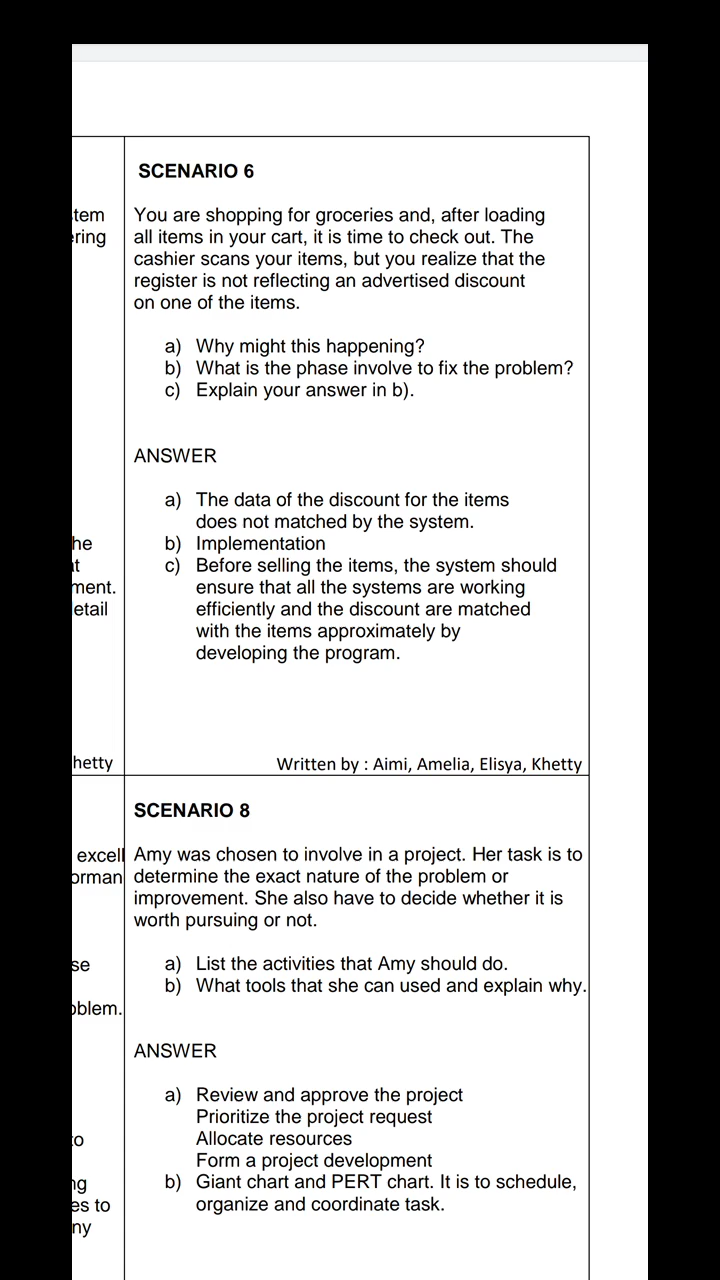 tem
ering
he
t
ment.
etail
hetty
excell
orman
se
oblem.
to
ng
es to
ny
SCENARIO 6
You are shopping for groceries and, after loading
all items in your cart, it is time to check out. The
cashier scans your items, but you realize that the
register is not reflecting an advertised discount
on one of the items.
a) Why might this happening?
b) What is the phase involve to fix the problem?
c) Explain your answer in b).
ANSWER
a) The data of the discount for the items
does not matched by the system.
b) Implementation
c) Before selling the items, the system should
ensure that all the systems are working
efficiently and the discount are matched
with the items approximately by
developing the program.
Written by : Aimi, Amelia, Elisya, Khetty
SCENARIO 8
Amy was chosen to involve in a project. Her task is to
determine the exact nature of the problem or
improvement. She also have to decide whether it is
worth pursuing or not.
a) List the activities that Amy should do.
b) What tools that she can used and explain why.
ANSWER
a) Review and approve the project
Prioritize the project request
Allocate resources
Form a project development
b) Giant chart and PERT chart. It is to schedule,
organize and coordinate task.